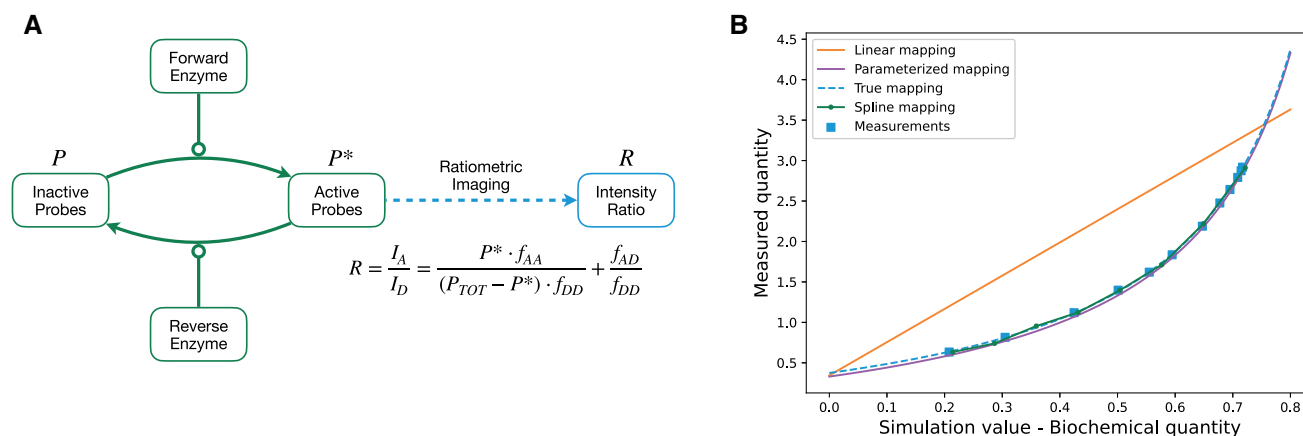 A
Forward
Enzyme
P
P*
R
Inactive
Probes
Active
Probes
Ratiometric
Imaging
Intensity
Ratio
R = I_A / I_D = P* · f_AA / (P_TOT − P*) · f_DD + f_AD / f_DD
Reverse
Enzyme
B
Measured quantity
4.5
4.0
3.5
3.0
2.5
2.0
1.5
1.0
0.5
Linear mapping
Parameterized mapping
True mapping
Spline mapping
Measurements
0.0 0.1 0.2 0.3 0.4 0.5 0.6 0.7 0.8
Simulation value - Biochemical quantity